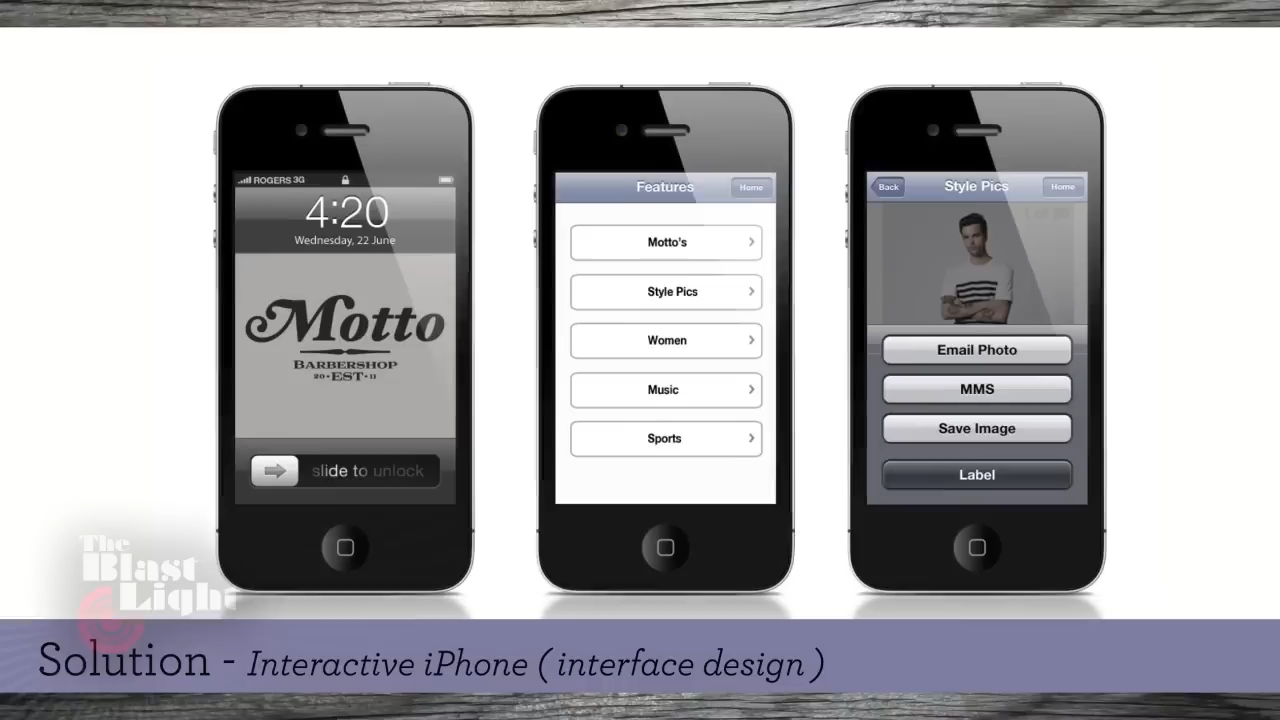 ROGERS 3G
4:20
Wednesday, 22 June
Motto
BARBERSHOP
20 • EST • 11
slide to unlock
Features
Home
Motto's
Style Pics
Women
Music
Sports
Back
Style Pics
Home
Email Photo
MMS
Save Image
Label
The
Blast
Light
Solution - Interactive iPhone ( interface design )